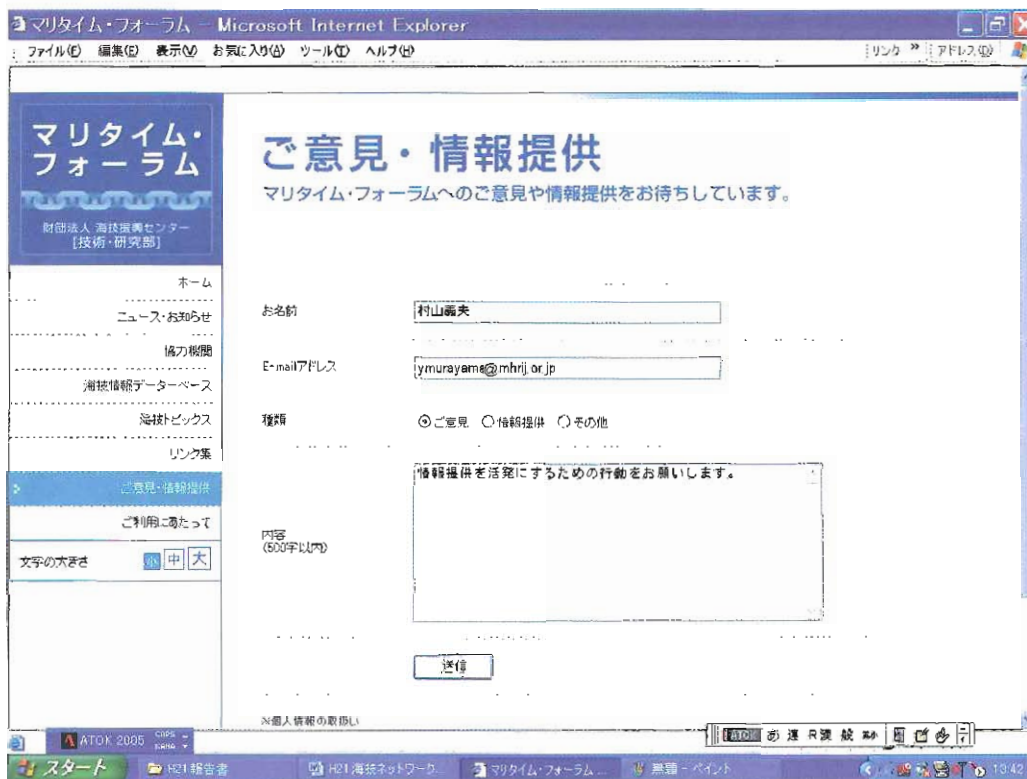 マリタイム・フォーラム - Microsoft Internet Explorer
ファイル(F) 編集(E) 表示(V) お気に入り(A) ツール(T) ヘルプ(H)
リンク » アドレス(D)
マリタイム・
フォーラム
財団法人 海技振興センター
[技術・研究部]
ホーム
ニュース・お知らせ
協力機関
海技情報データーベース
海技トピックス
リンク集
ご意見・情報提供
ご利用にあたって
文字の大きさ 小 中 大
ご意見・情報提供
マリタイム・フォーラムへのご意見や情報提供をお待ちしています。
お名前 村山義夫
E-mailアドレス ymurayama@mhrij.or.jp
種類 ご意見 情報提供 その他
内容
(500字以内)
情報提供を活発にするための行動をお願いします。
送信
※個人情報の取扱い
ATOK 2005 CAPS KANA
ATOK あ 連 R漢 般
スタート H21報告書 H21海技ネットワーク... マリタイム・フォーラム ... 無題 - ペイント 13:42